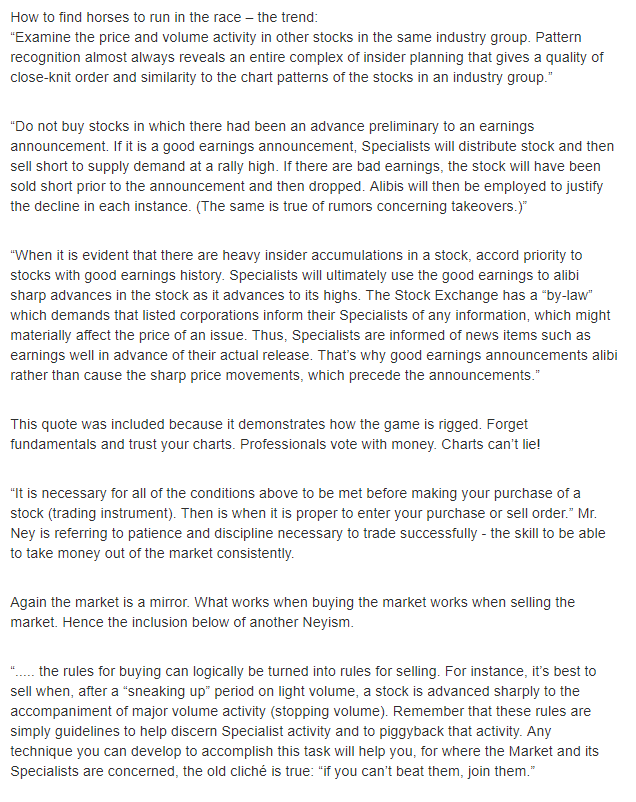 How to find horses to run in the race – the trend:
“Examine the price and volume activity in other stocks in the same industry group. Pattern
recognition almost always reveals an entire complex of insider planning that gives a quality of
close-knit order and similarity to the chart patterns of the stocks in an industry group.”
“Do not buy stocks in which there had been an advance preliminary to an earnings
announcement. If it is a good earnings announcement, Specialists will distribute stock and then
sell short to supply demand at a rally high. If there are bad earnings, the stock will have been
sold short prior to the announcement and then dropped. Alibis will then be employed to justify
the decline in each instance. (The same is true of rumors concerning takeovers.)”
“When it is evident that there are heavy insider accumulations in a stock, accord priority to
stocks with good earnings history. Specialists will ultimately use the good earnings to alibi
sharp advances in the stock as it advances to its highs. The Stock Exchange has a “by-law”
which demands that listed corporations inform their Specialists of any information, which might
materially affect the price of an issue. Thus, Specialists are informed of news items such as
earnings well in advance of their actual release. That’s why good earnings announcements alibi
rather than cause the sharp price movements, which precede the announcements.”
This quote was included because it demonstrates how the game is rigged. Forget
fundamentals and trust your charts. Professionals vote with money. Charts can’t lie!
“It is necessary for all of the conditions above to be met before making your purchase of a
stock (trading instrument). Then is when it is proper to enter your purchase or sell order.” Mr.
Ney is referring to patience and discipline necessary to trade successfully - the skill to be able
to take money out of the market consistently.
Again the market is a mirror. What works when buying the market works when selling the
market. Hence the inclusion below of another Neyism.
“..... the rules for buying can logically be turned into rules for selling. For instance, it’s best to
sell when, after a “sneaking up” period on light volume, a stock is advanced sharply to the
accompaniment of major volume activity (stopping volume). Remember that these rules are
simply guidelines to help discern Specialist activity and to piggyback that activity. Any
technique you can develop to accomplish this task will help you, for where the Market and its
Specialists are concerned, the old cliché is true: “if you can’t beat them, join them.”